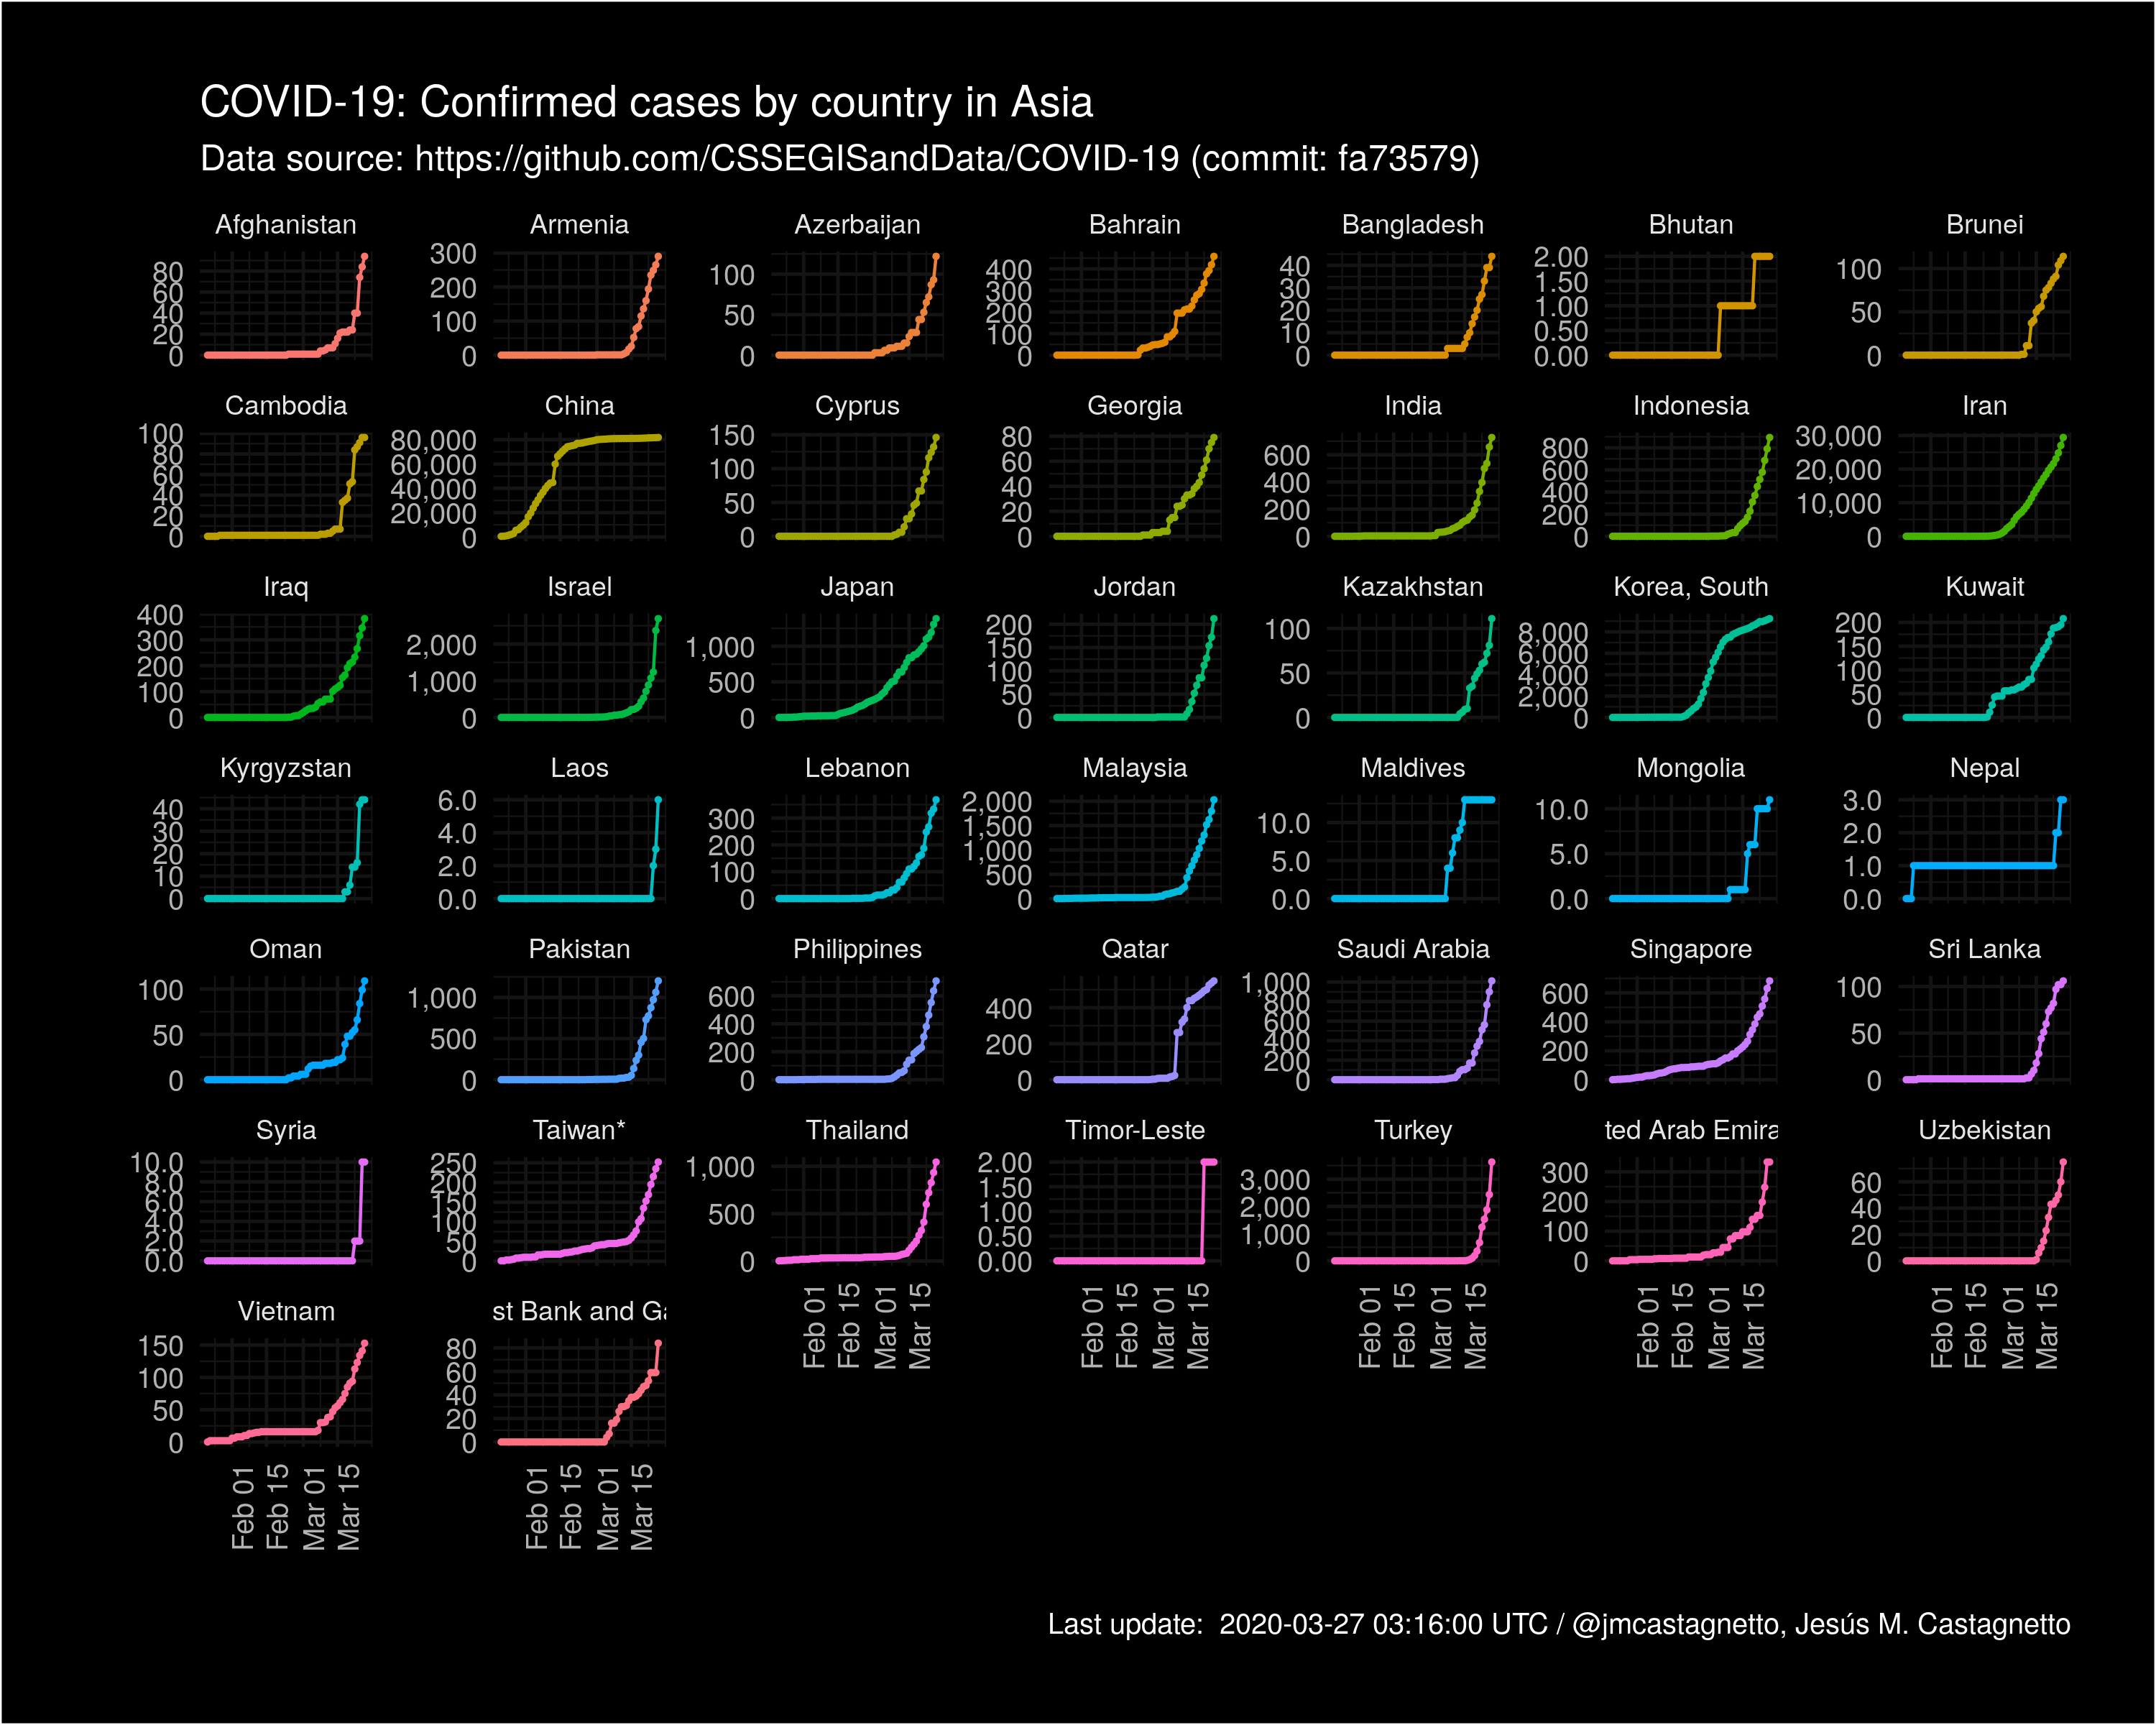 COVID-19: Confirmed cases by country in Asia
Data source: https://github.com/CSSEGISandData/COVID-19 (commit: fa73579)
Afghanistan
80
60
40
20
0
Armenia
300
200
100
0
Azerbaijan
100
50
0
Bahrain
400
300
200
100
0
Bangladesh
40
30
20
10
0
Bhutan
2.00
1.50
1.00
0.50
0.00
Brunei
100
50
0
Cambodia
100
80
60
40
20
0
China
80,000
60,000
40,000
20,000
0
Cyprus
150
100
50
0
Georgia
80
60
40
20
0
India
600
400
200
0
Indonesia
800
600
400
200
0
Iran
30,000
20,000
10,000
0
Iraq
400
300
200
100
0
Israel
2,000
1,000
0
Japan
1,000
500
0
Jordan
200
150
100
50
0
Kazakhstan
100
50
0
Korea, South
8,000
6,000
4,000
2,000
0
Kuwait
200
150
100
50
0
Kyrgyzstan
40
30
20
10
0
Laos
6.0
4.0
2.0
0.0
Lebanon
300
200
100
0
Malaysia
2,000
1,500
1,000
500
0
Maldives
10.0
5.0
0.0
Mongolia
10.0
5.0
0.0
Nepal
3.0
2.0
1.0
0.0
Oman
100
50
0
Pakistan
1,000
500
0
Philippines
600
400
200
0
Qatar
400
200
0
Saudi Arabia
1,000
800
600
400
200
0
Singapore
600
400
200
0
Sri Lanka
100
50
0
Syria
10.0
8.0
6.0
4.0
2.0
0.0
Taiwan*
250
200
150
100
50
0
Thailand
1,000
500
0
Feb 01
Feb 15
Mar 01
Mar 15
Timor-Leste
2.00
1.50
1.00
0.50
0.00
Feb 01
Feb 15
Mar 01
Mar 15
Turkey
3,000
2,000
1,000
0
Feb 01
Feb 15
Mar 01
Mar 15
ted Arab Emira
300
200
100
0
Feb 01
Feb 15
Mar 01
Mar 15
Uzbekistan
60
40
20
0
Feb 01
Feb 15
Mar 01
Mar 15
Vietnam
150
100
50
0
Feb 01
Feb 15
Mar 01
Mar 15
st Bank and Ga
80
60
40
20
0
Feb 01
Feb 15
Mar 01
Mar 15
Last update:  2020-03-27 03:16:00 UTC / @jmcastagnetto, Jesús M. Castagnetto